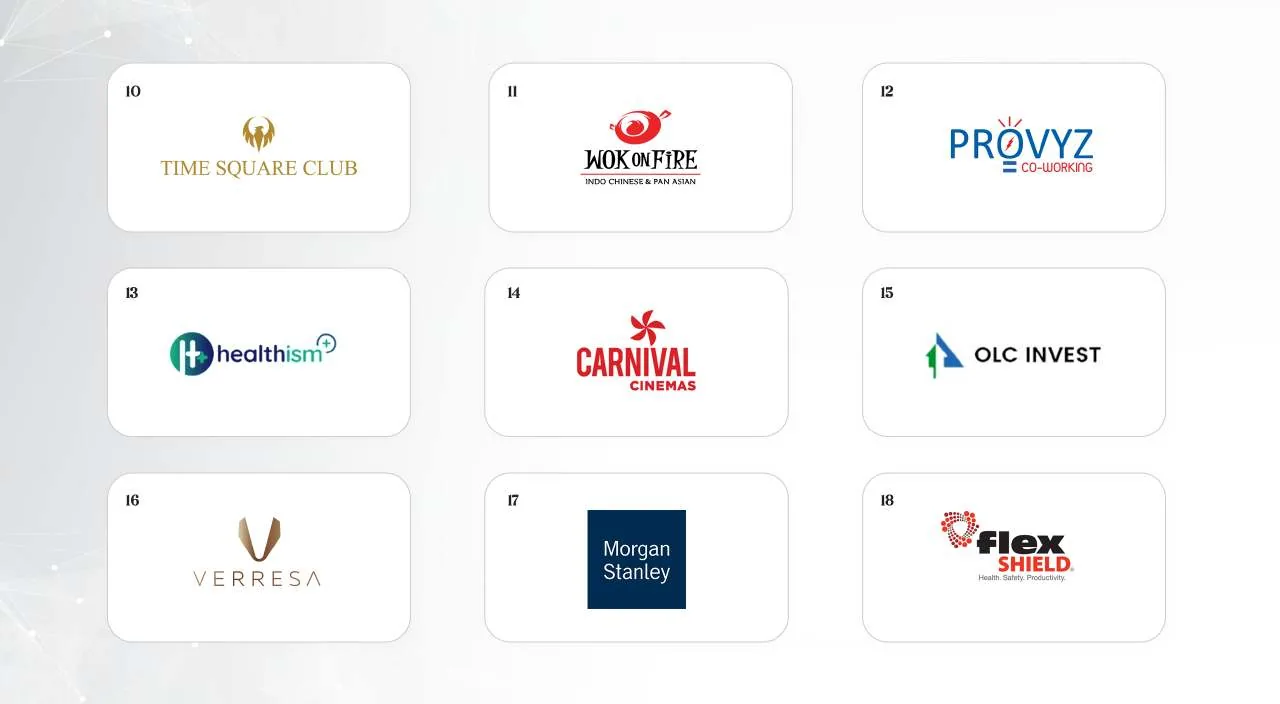 10
TIME SQUARE CLUB
11
WOK ON FIRE
INDO CHINESE & PAN ASIAN
12
PROVYZ
CO-WORKING
13
healthism
14
CARNIVAL
CINEMAS
15
OLC INVEST
16
VERRESA
17
Morgan
Stanley
18
flex
SHIELD®
Health. Safety. Productivity.